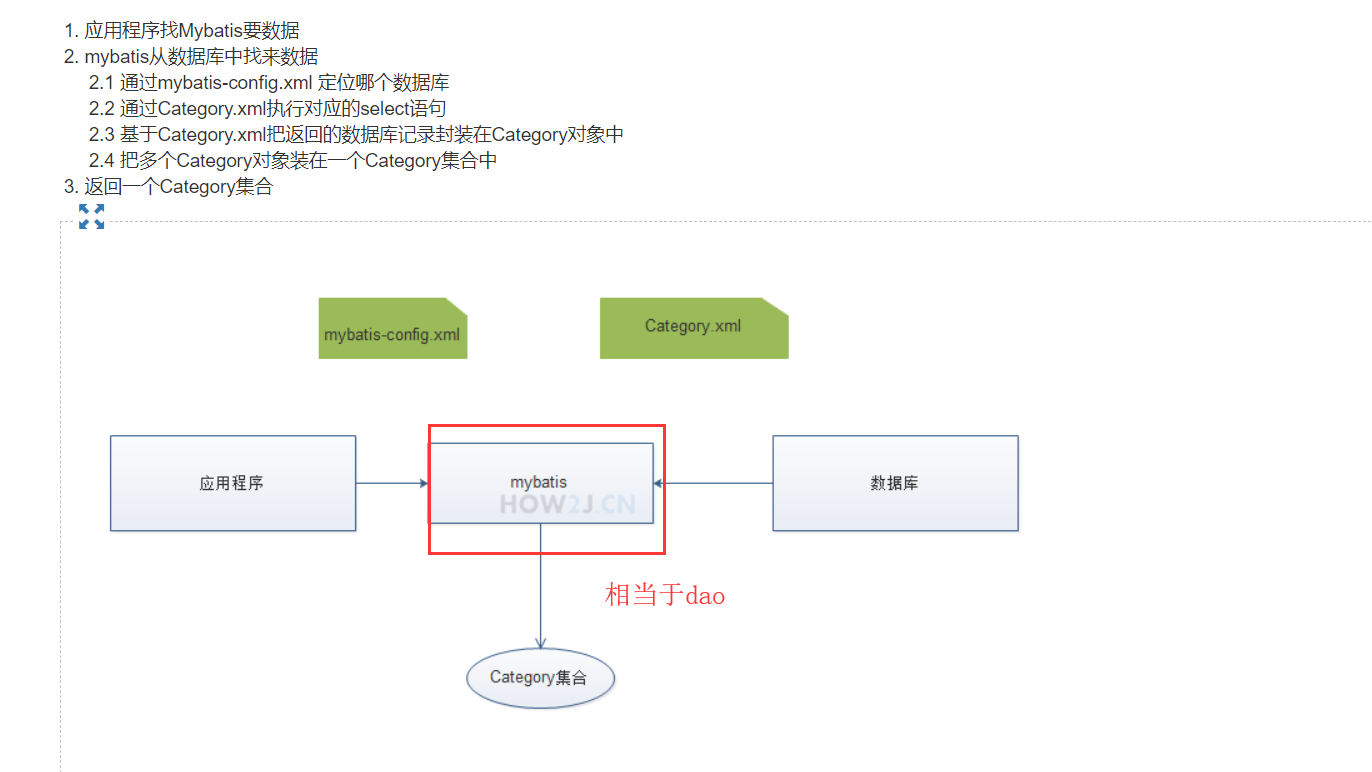 1. 应用程序找Mybatis要数据
2. mybatis从数据库中找来数据
2.1 通过mybatis-config.xml 定位哪个数据库
2.2 通过Category.xml执行对应的select语句
2.3 基于Category.xml把返回的数据库记录封装在Category对象中
2.4 把多个Category对象装在一个Category集合中
3. 返回一个Category集合
mybatis-config.xml
Category.xml
应用程序
mybatis
HOW2J.CN
数据库
相当于dao
Category集合